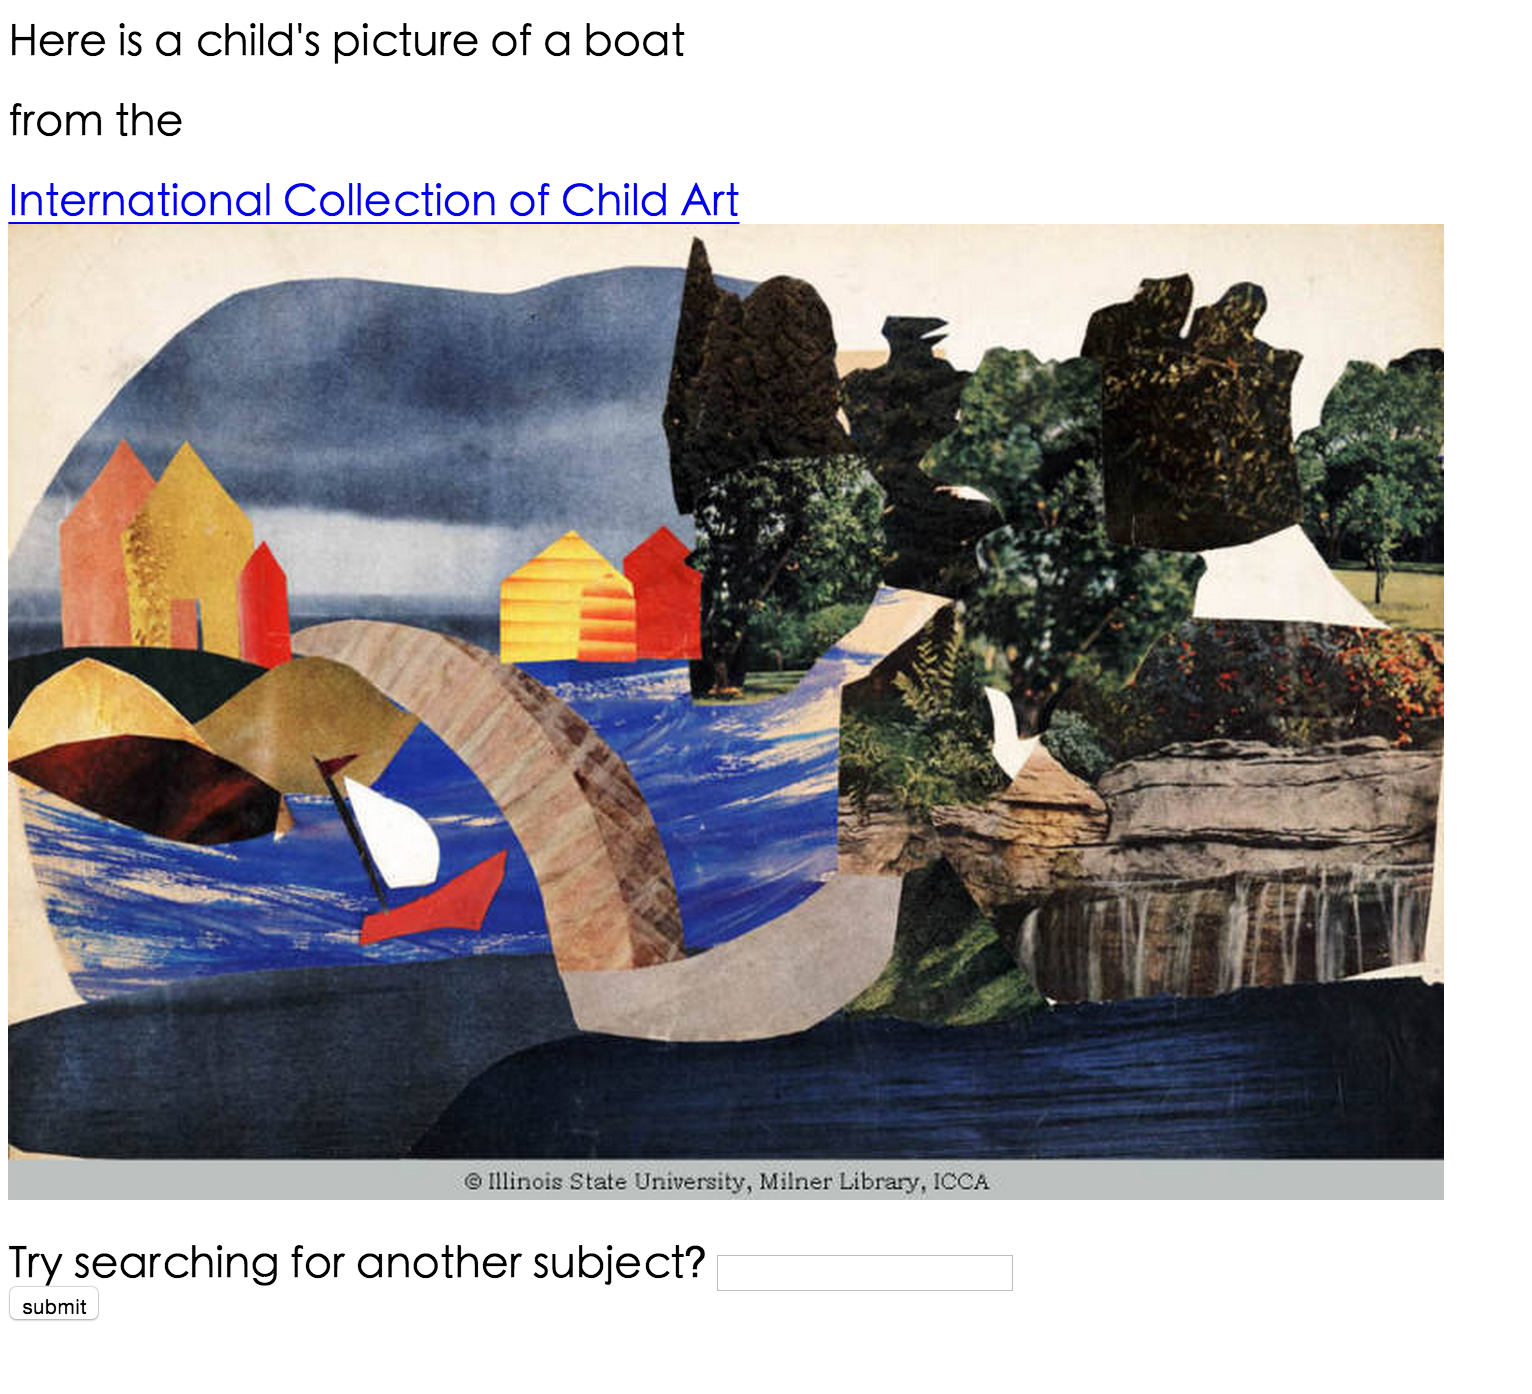 Here is a child's picture of a boat
from the
International Collection of Child Art
© Illinois State University, Milner Library, ICCA
Try searching for another subject?
submit